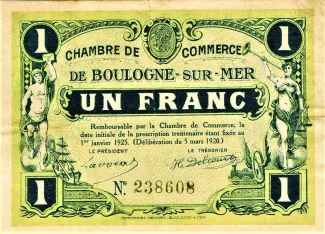 1 1
CHAMBRE DE COMMERCE
DE BOULOGNE-SUR-MER
UN FRANC
Remboursable par la Chambre de Commerce, la
date initiale de la prescription trentenaire étant fixée au
1er janvier 1925. (Délibération du 5 mars 1920.)
LE PRÉSIDENT LE TRÉSORIER
1 No. 238608 1